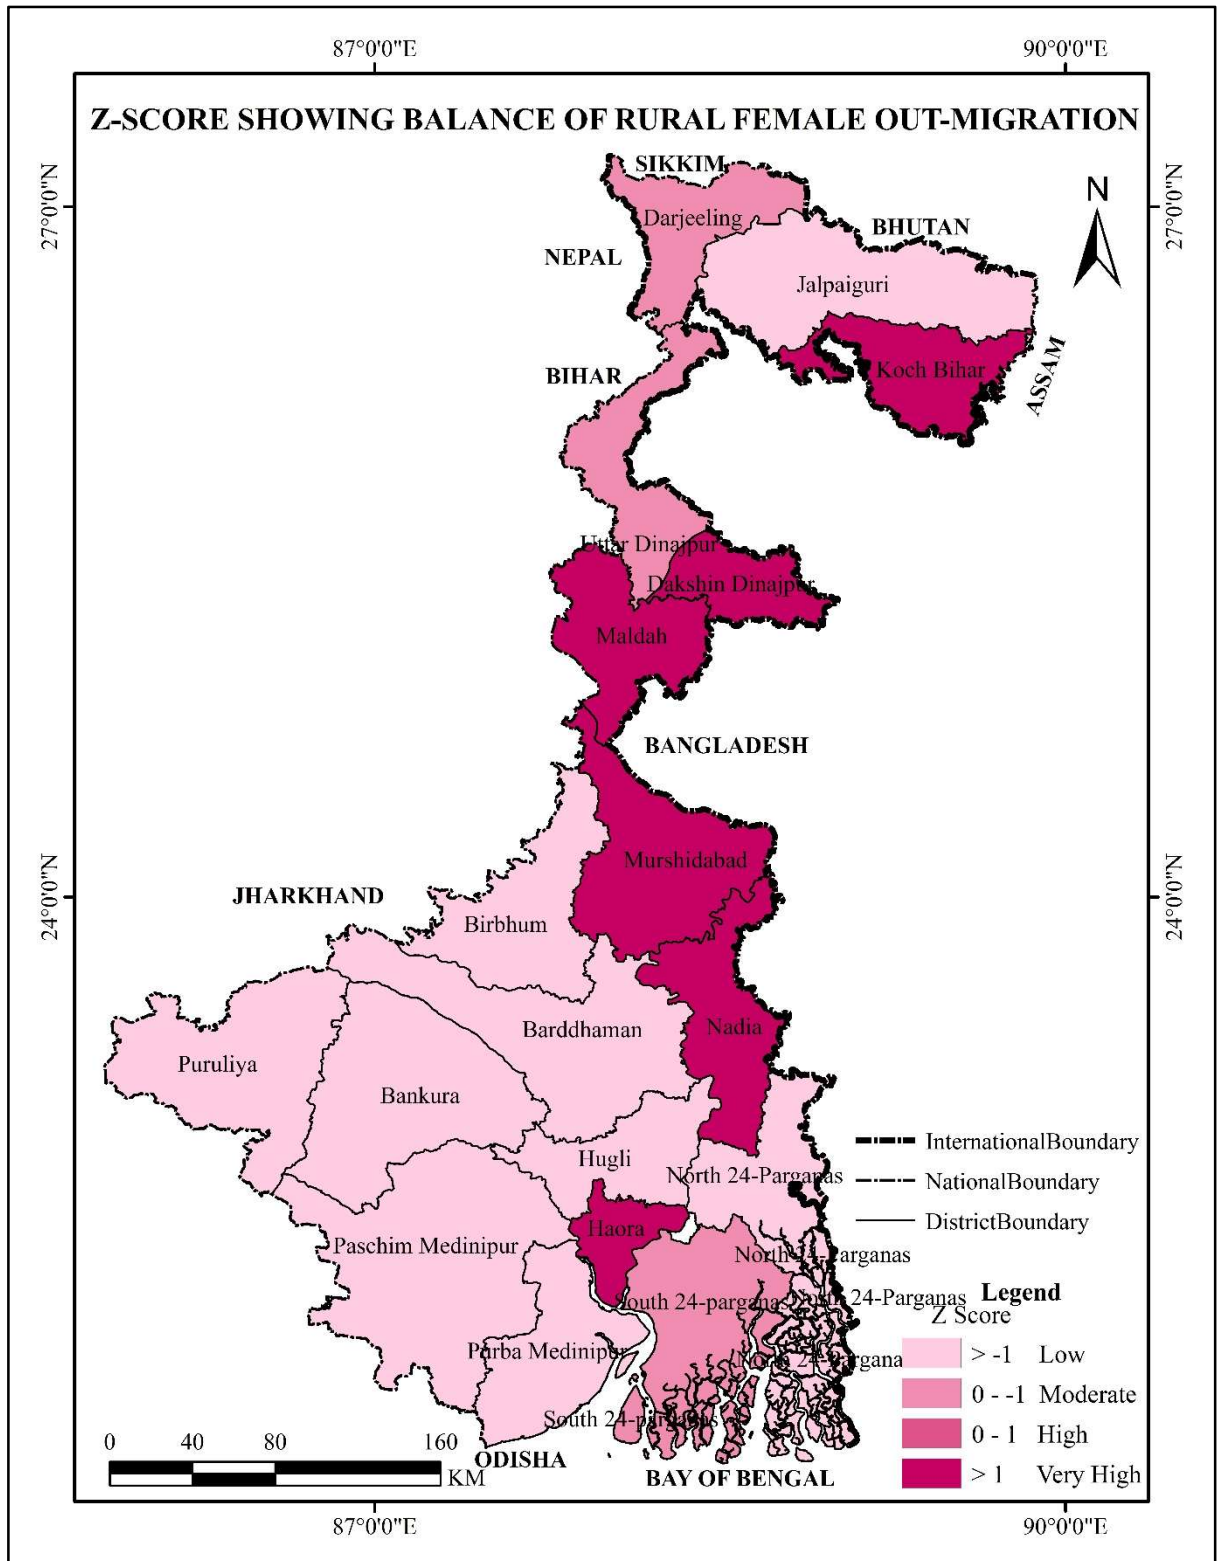 87°0'0"E 90°0'0"E
Z-SCORE SHOWING BALANCE OF RURAL FEMALE OUT-MIGRATION
SIKKIM
N
27°0'0"N
27°0'0"N
Darjeeling
BHUTAN
NEPAL
Jalpaiguri
BIHAR
Koch Bihar
ASSAM
Uttar Dinajpur
Dakshin Dinajpur
Maldah
BANGLADESH
Murshidabad
24°0'0"N
24°0'0"N
JHARKHAND
Birbhum
Nadia
Barddhaman
Puruliya
Bankura
InternationalBoundary
Hugli
North 24-Parganas
NationalBoundary
DistrictBoundary
Haora
Paschim Medinipur
North 24-Parganas
Legend
South 24-parganas
North 24-Parganas
Z Score
Purba Medinipur
North 24-Pargana
> -1 Low
0 - -1 Moderate
South 24-parganas
0 - 1 High
0 40 80 160
KM
ODISHA
BAY OF BENGAL
> 1 Very High
87°0'0"E 90°0'0"E